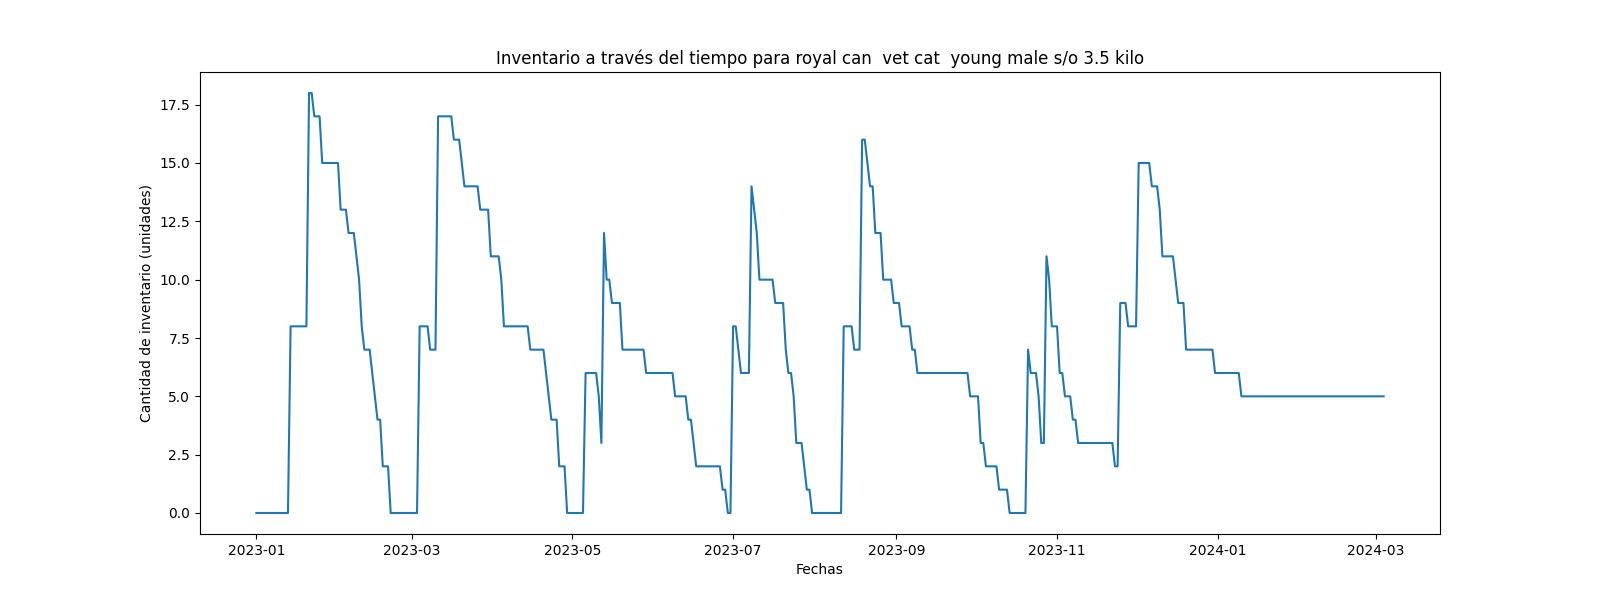 Inventario a través del tiempo para royal can  vet cat  young male s/o 3.5 kilo
Cantidad de inventario (unidades)
17.5
15.0
12.5
10.0
7.5
5.0
2.5
0.0
2023-01 2023-03 2023-05 2023-07 2023-09 2023-11 2024-01 2024-03
Fechas